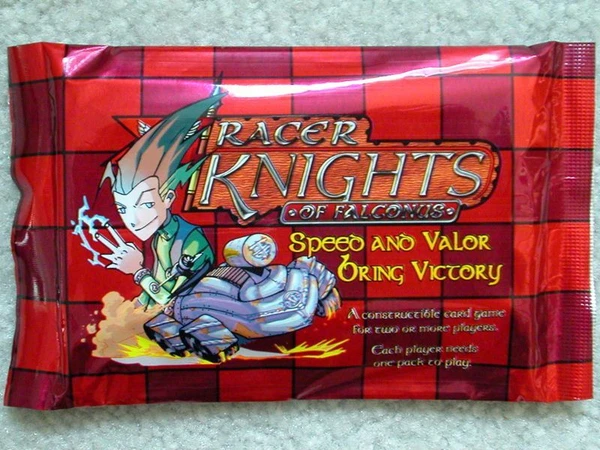 RACER
KNIGHTS
OF FALCONUS
SPEED AND VALOR
BRING VICTORY
A constructible card game
for two or more players.
Each player needs
one pack to play.